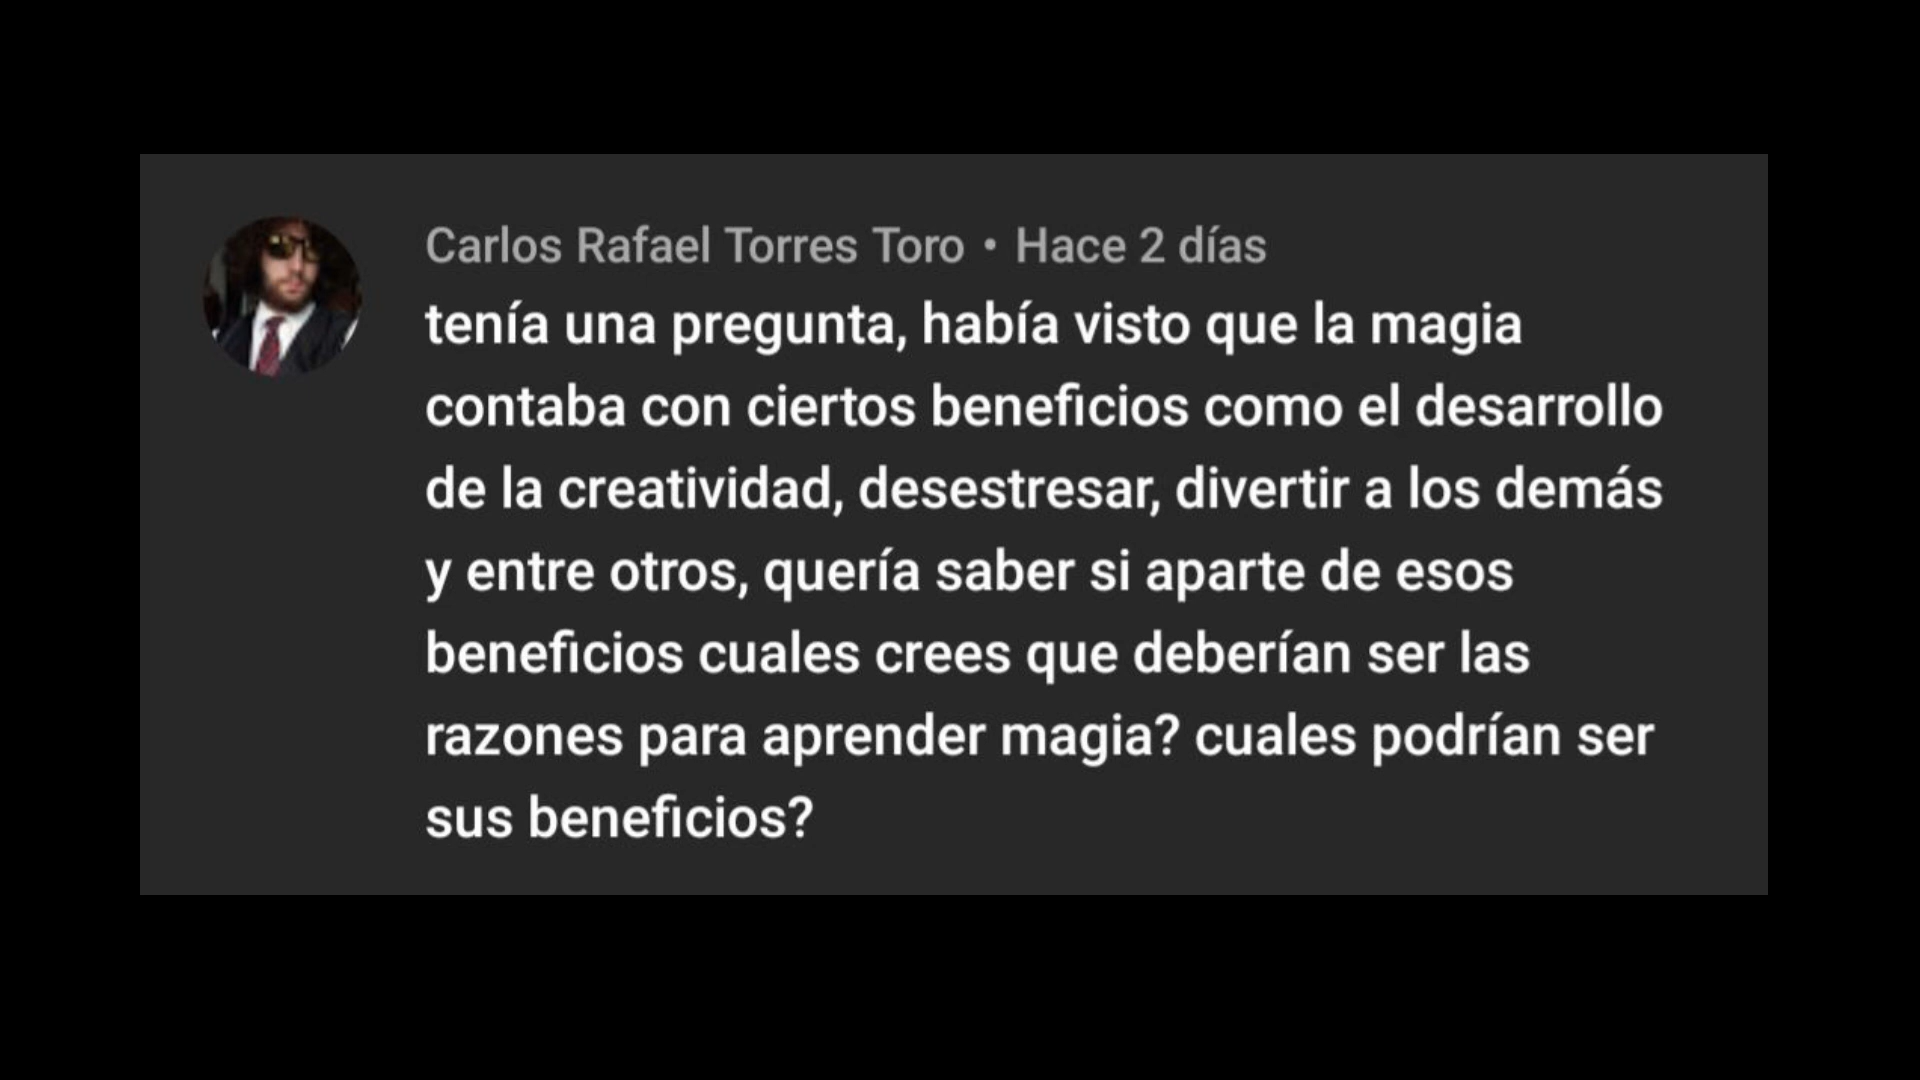 Carlos Rafael Torres Toro • Hace 2 días
tenía una pregunta, había visto que la magia
contaba con ciertos beneficios como el desarrollo
de la creatividad, desestresar, divertir a los demás
y entre otros, quería saber si aparte de esos
beneficios cuales crees que deberían ser las
razones para aprender magia? cuales podrían ser
sus beneficios?